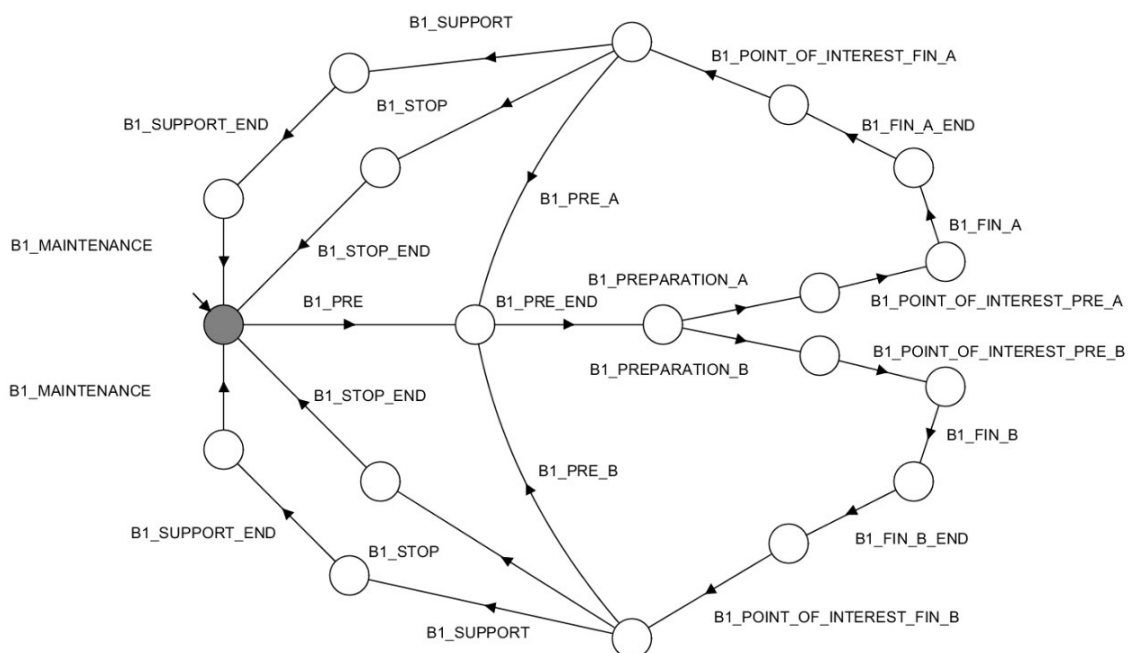 B1_SUPPORT
B1_POINT_OF_INTEREST_FIN_A
B1_STOP
B1_SUPPORT_END
B1_FIN_A_END
B1_PRE_A
B1_FIN_A
B1_MAINTENANCE
B1_STOP_END
B1_PREPARATION_A
B1_PRE
B1_PRE_END
B1_POINT_OF_INTEREST_PRE_A
B1_POINT_OF_INTEREST_PRE_B
B1_PREPARATION_B
B1_MAINTENANCE
B1_STOP_END
B1_FIN_B
B1_PRE_B
B1_SUPPORT_END
B1_FIN_B_END
B1_STOP
B1_POINT_OF_INTEREST_FIN_B
B1_SUPPORT